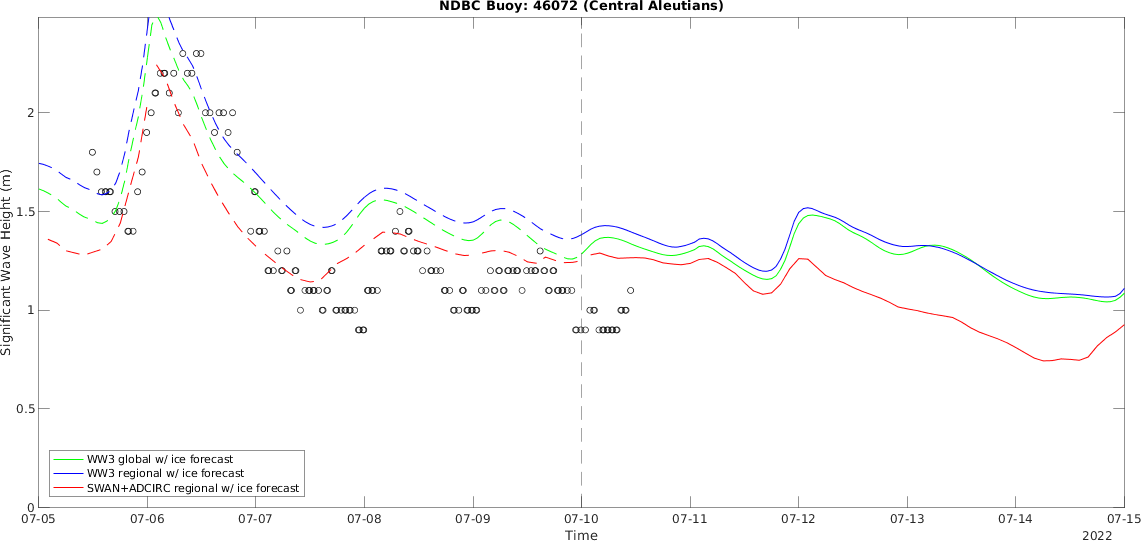 NDBC Buoy: 46072 (Central Aleutians)
Significant Wave Height (m)
2
1.5
1
0.5
0
WW3 global w/ ice forecast
WW3 regional w/ ice forecast
SWAN+ADCIRC regional w/ ice forecast
07-05 07-06 07-07 07-08 07-09 07-10 07-11 07-12 07-13 07-14 07-15
Time
2022